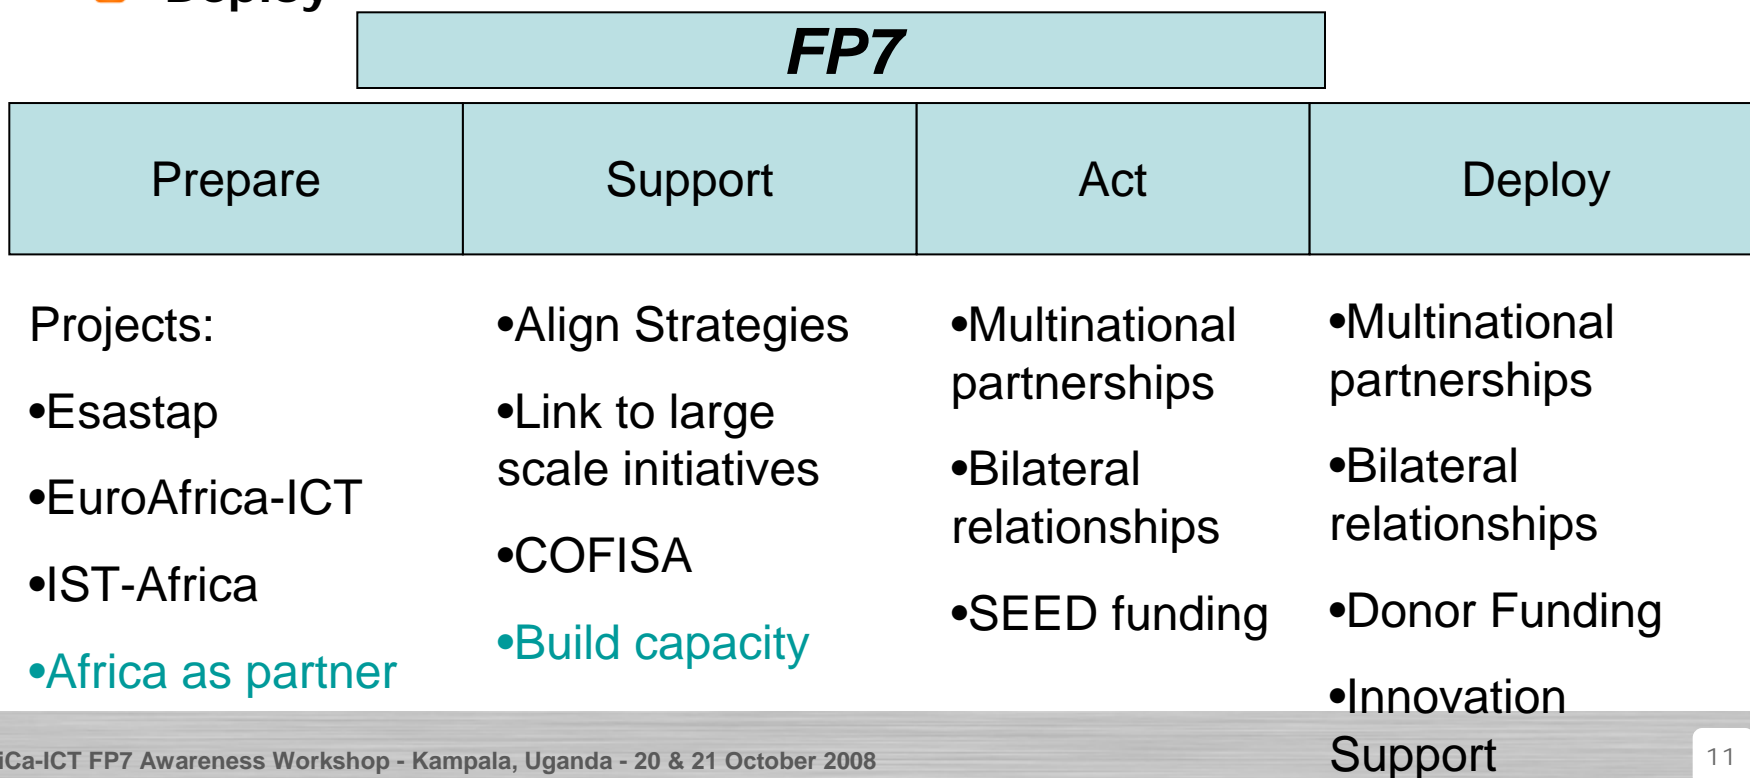 Deploy
FP7
Prepare
Support
Act
Deploy
Projects:
•Esastap
•EuroAfrica-ICT
•IST-Africa
•Africa as partner
•Align Strategies
•Link to large
scale initiatives
•COFISA
•Build capacity
•Multinational
partnerships
•Bilateral
relationships
•SEED funding
•Multinational
partnerships
•Bilateral
relationships
•Donor Funding
•Innovation
Support
iCa-ICT FP7 Awareness Workshop - Kampala, Uganda - 20 & 21 October 2008
11